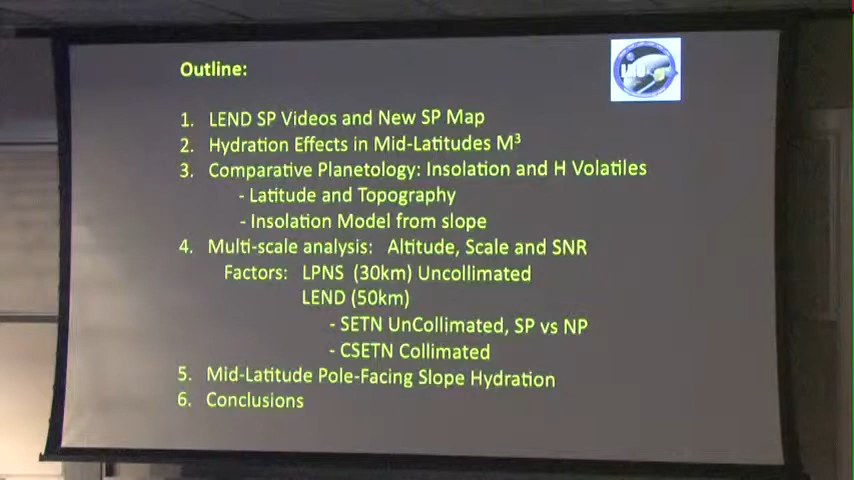 Outline:
1. LEND SP Videos and New SP Map
2. Hydration Effects in Mid-Latitudes M³
3. Comparative Planetology: Insolation and H Volatiles
- Latitude and Topography
- Insolation Model from slope
4. Multi-scale analysis: Altitude, Scale and SNR
Factors: LPNS (30km) Uncollimated
LEND (50km)
- SETN UnCollimated, SP vs NP
- CSETN Collimated
5. Mid-Latitude Pole-Facing Slope Hydration
6. Conclusions